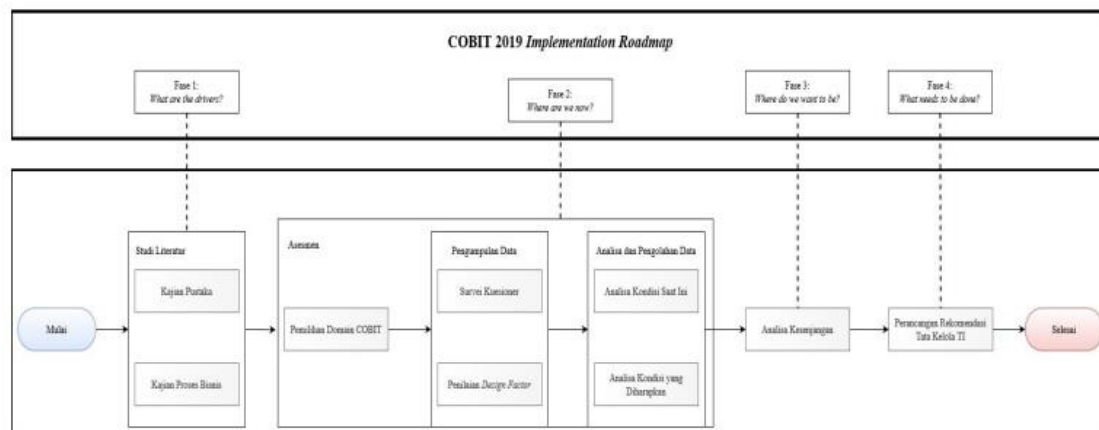 COBIT 2019 Implementation Roadmap
Fase 1:
What are the drivers?
Fase 2:
Where are we now?
Fase 3:
Where do we want to be?
Fase 4:
What needs to be done?
Studi Literatur
Kajian Pustaka
Kajian Proses Bisnis
Asesmen
Pengumpulan Data
Survei Kuesioner
Penilaian Design Factor
Analisa dan Pengolahan Data
Analisa Kondisi Saat Ini
Analisa Kondisi yang
Diharapkan
Mulai
Pemilihan Domain COBIT
Analisa Kesenjangan
Perancangan Rekomendasi
Tata Kelola TI
Selesai